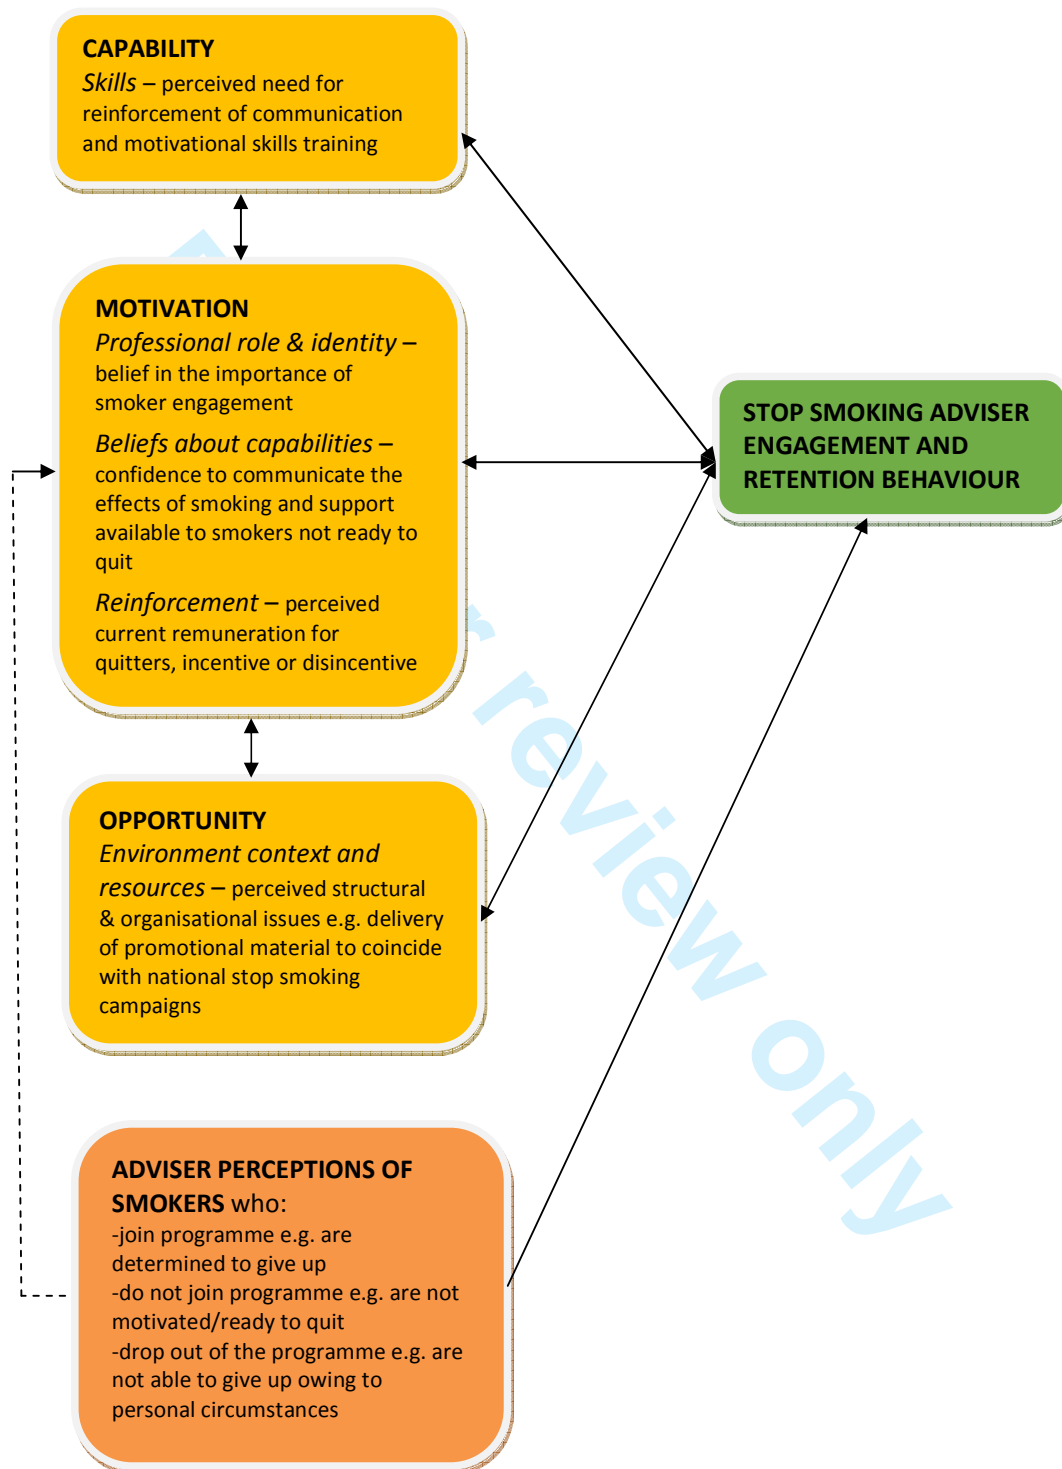 CAPABILITY
Skills – perceived need for
reinforcement of communication
and motivational skills training
MOTIVATION
Professional role & identity –
belief in the importance of
smoker engagement
Beliefs about capabilities –
confidence to communicate the
effects of smoking and support
available to smokers not ready to
quit
Reinforcement – perceived
current remuneration for
quitters, incentive or disincentive
STOP SMOKING ADVISER
ENGAGEMENT AND
RETENTION BEHAVIOUR
OPPORTUNITY
Environment context and
resources – perceived structural
& organisational issues e.g. delivery
of promotional material to coincide
with national stop smoking
campaigns
ADVISER PERCEPTIONS OF
SMOKERS who:
-join programme e.g. are
determined to give up
-do not join programme e.g. are not
motivated/ready to quit
-drop out of the programme e.g. are
not able to give up owing to
personal circumstances
review only